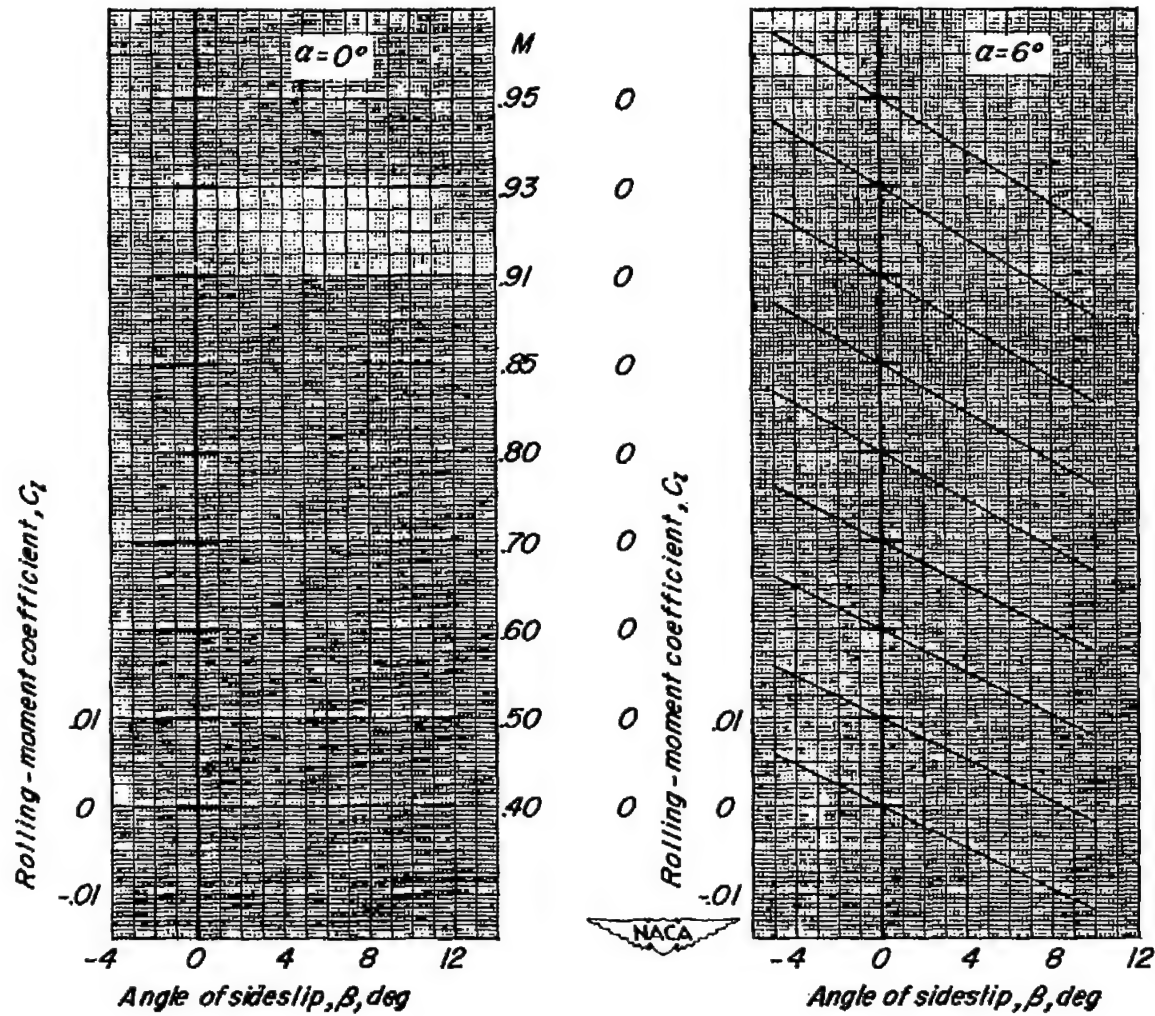 α=0°
M
α=6°
.95 0
.93 0
.91 0
.85 0
.80 0
.70 0
.60 0
.01 .50 0 .01
0 .40 0 0
-.01 -.01
Rolling-moment coefficient, Cl
Rolling-moment coefficient, Cl
NACA
-4 0 4 8 12
-4 0 4 8 12
Angle of sideslip, β, deg
Angle of sideslip, β, deg